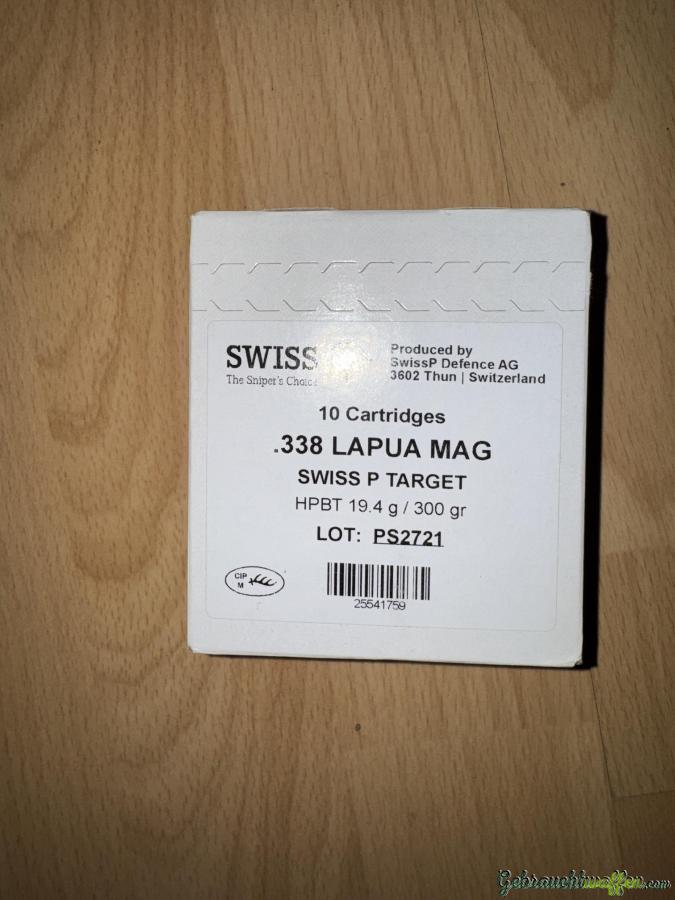 SWISS
The Sniper's Choice
Produced by
SwissP Defence AG
3602 Thun | Switzerland
10 Cartridges
.338 LAPUA MAG
SWISS P TARGET
HPBT 19.4 g / 300 gr
LOT: PS2721
CIP
M
25541759
Gebrauchtwaffen.com